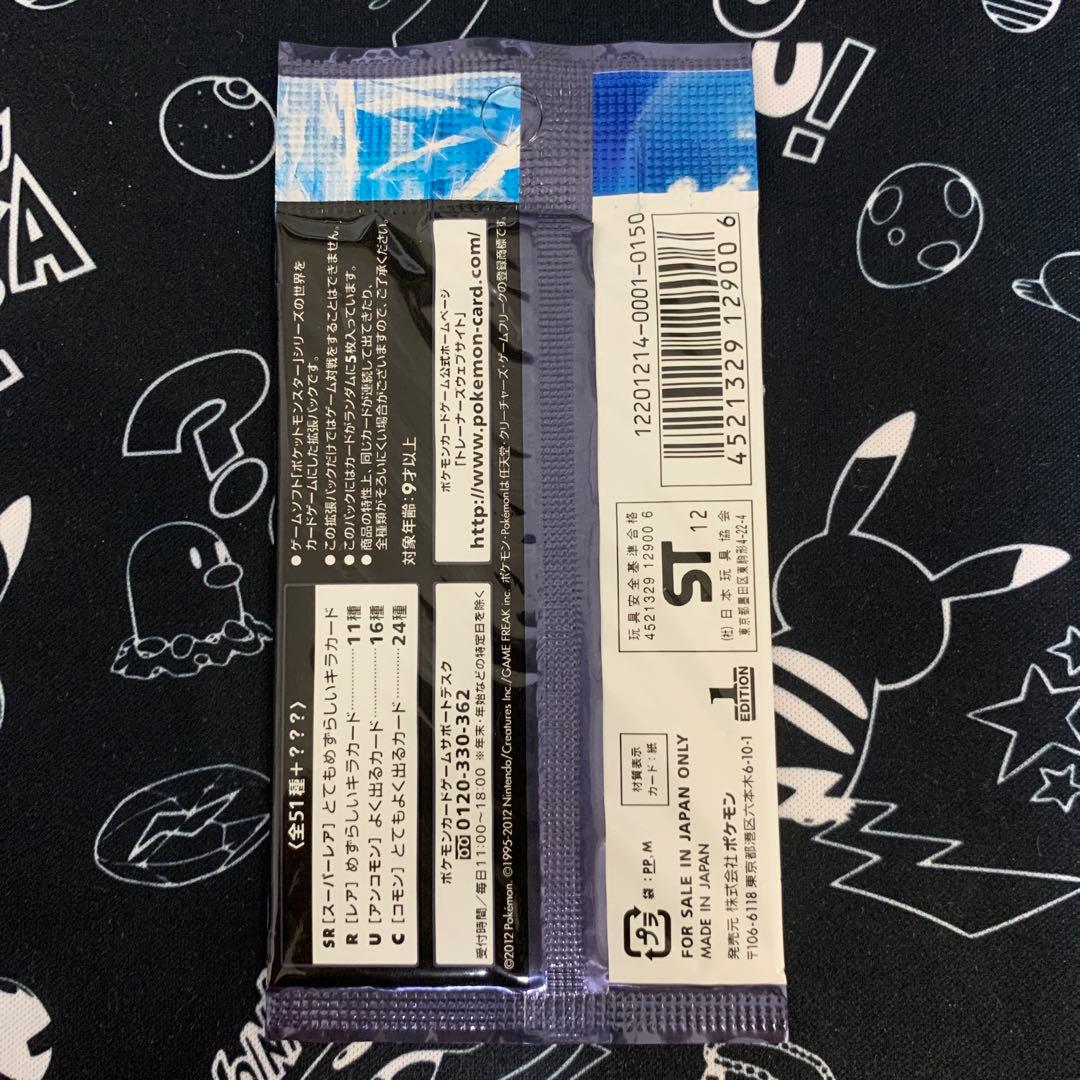 ●ゲームソフト「ポケットモンスター」シリーズの世界を
カードゲームにした拡張パックです。
●この拡張パックだけではゲーム対戦をすることはできません。
●このパックにはカードがランダムに5枚入っています。
●商品の特性上、同じカードが連続して出てきたり、
全種類がそろいにくい場合がございますので、ご了承ください。
対象年齢:9才以上
ポケモンカードゲーム公式ホームページ
「トレーナーズウェブサイト」
http://www.pokemon-card.com/
〈全51種+???〉
SR[スーパーレア]とてもめずらしいキラカード
R[レア]めずらしいキラカード………11種
U[アンコモン]よく出るカード………16種
C[コモン]とてもよく出るカード………24種
ポケモンカードゲームサポートデスク
0120-330-362
受付時間/毎日11:00~18:00 ※年末・年始などの特定日を除く
©2012 Pokémon. ©1995-2012 Nintendo/Creatures Inc./GAME FREAK inc. ポケモン・Pokémonは任天堂・クリーチャーズ・ゲームフリークの登録商標です。
12201214-0001-0150
4521329 12900 6
玩具安全基準合格
4521329 12900 6
ST 12
(社)日本玩具協会
東京都墨田区東駒形4-22-4
1
EDITION
材質表示
カード:紙
プラ
袋:PP,M
FOR SALE IN JAPAN ONLY
MADE IN JAPAN
発売元 株式会社ポケモン
〒106-6118 東京都港区六本木6-10-1